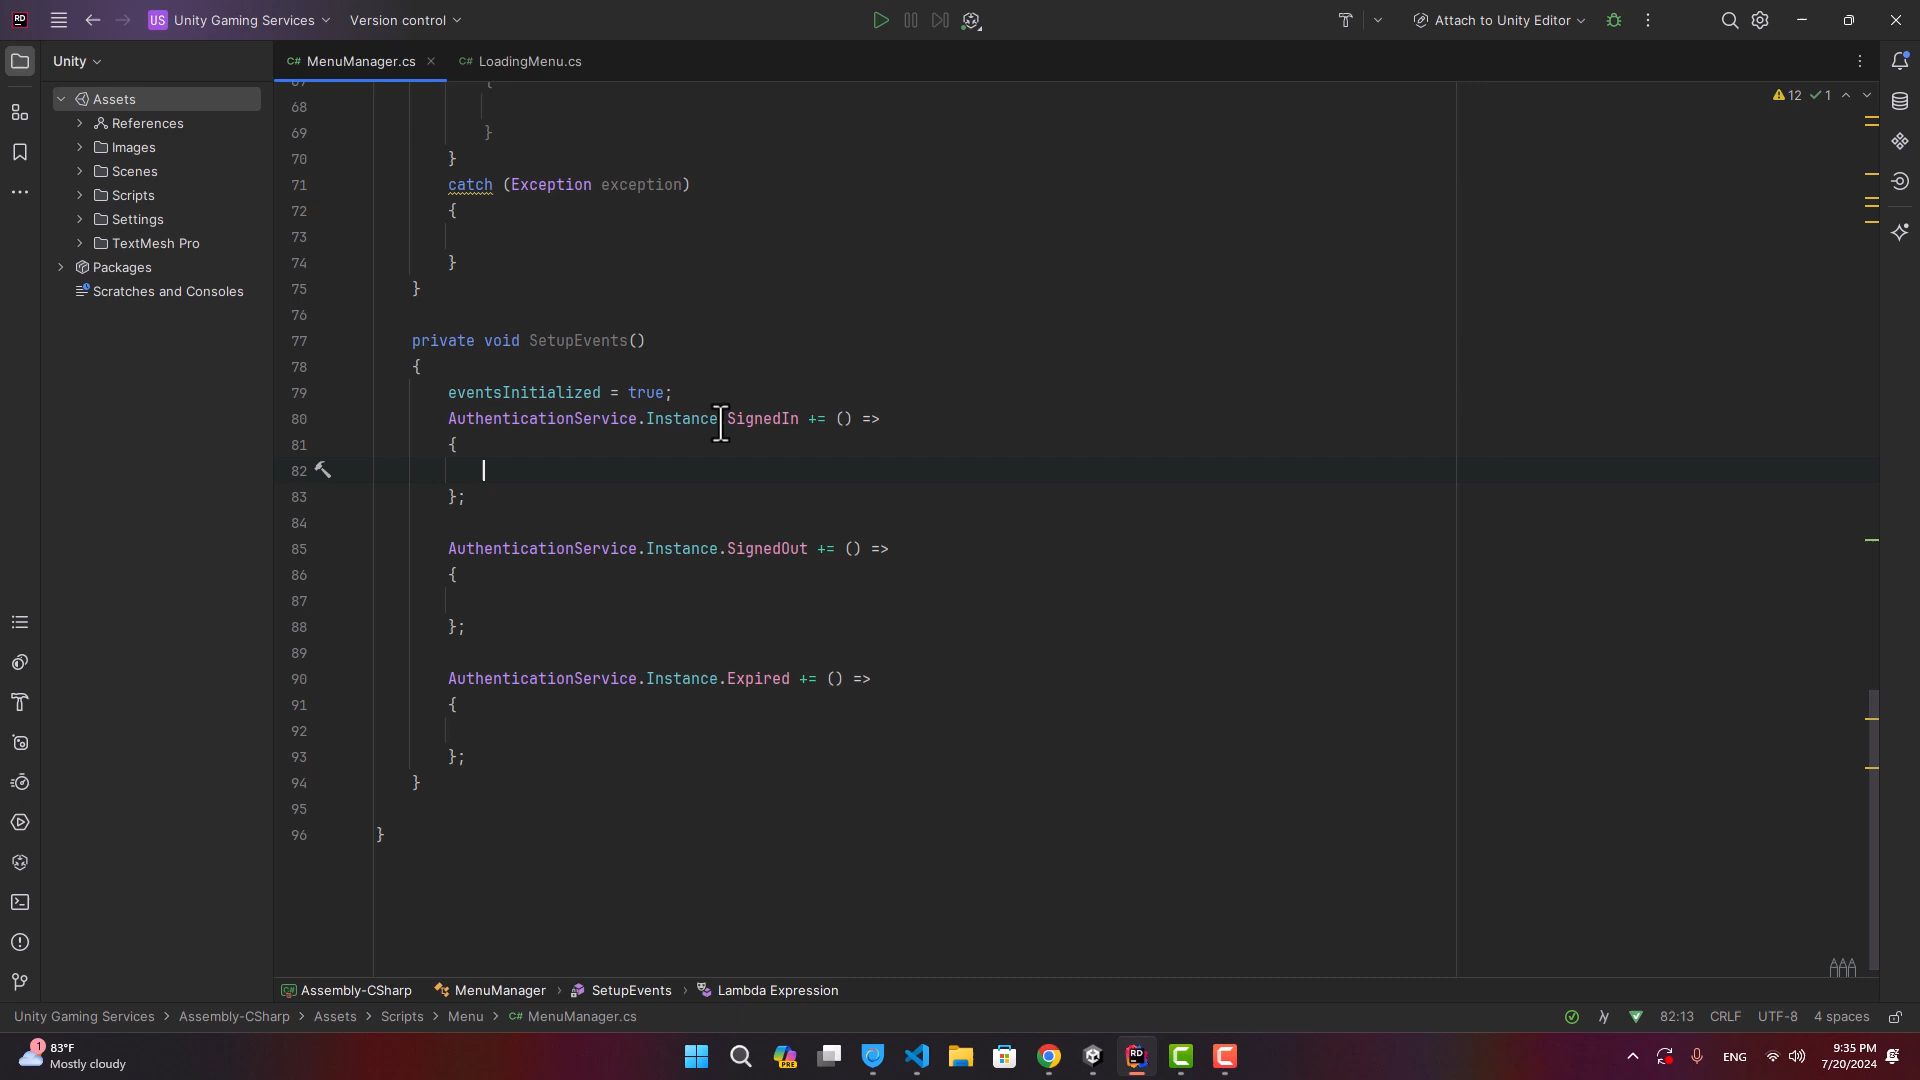 US Unity Gaming Services Version control Attach to Unity Editor
Unity
C# MenuManager.cs C# LoadingMenu.cs
Assets
References
Images
Scenes
Scripts
Settings
TextMesh Pro
Packages
Scratches and Consoles
12 1
67 {
68
69 }
70 }
71 catch (Exception exception)
72 {
73
74 }
75 }
76
77 private void SetupEvents()
78 {
79 eventsInitialized = true;
80 AuthenticationService.Instance.SignedIn += () =>
81 {
82
83 };
84
85 AuthenticationService.Instance.SignedOut += () =>
86 {
87
88 };
89
90 AuthenticationService.Instance.Expired += () =>
91 {
92
93 };
94 }
95
96 }
C# Assembly-CSharp MenuManager › SetupEvents › Lambda Expression
Unity Gaming Services › Assembly-CSharp › Assets › Scripts › Menu › C# MenuManager.cs 82:13 CRLF UTF-8 4 spaces
1 83°F
Mostly cloudy
PRE
RD
ENG
9:35 PM
7/20/2024